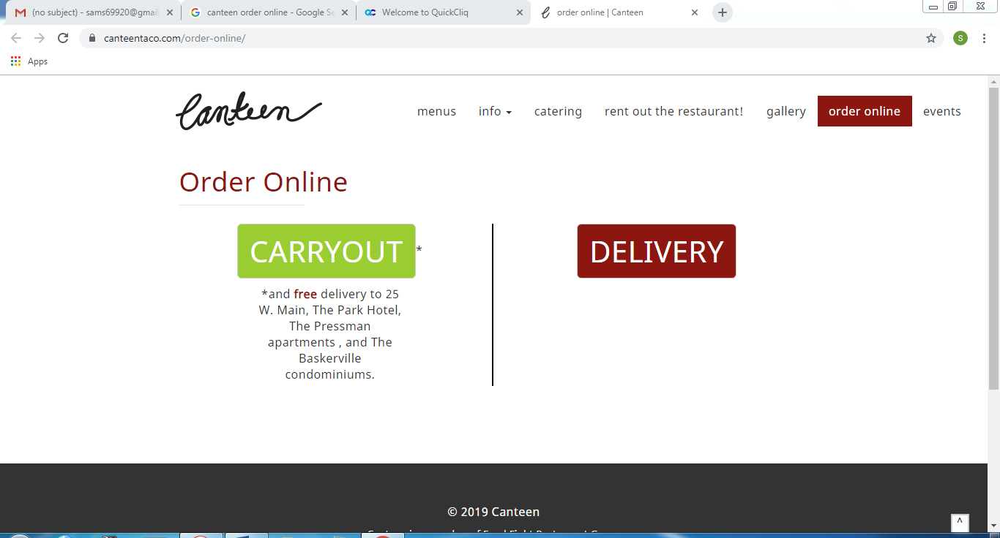 (no subject) - sams69920@gmail
canteen order online - Google Se
Welcome to QuickCliq
order online | Canteen
canteentaco.com/order-online/
S
Apps
Canteen
menus info catering rent out the restaurant! gallery order online events
Order Online
CARRYOUT *
*and free delivery to 25
W. Main, The Park Hotel,
The Pressman
apartments , and The
Baskerville
condominiums.
DELIVERY
© 2019 Canteen
^